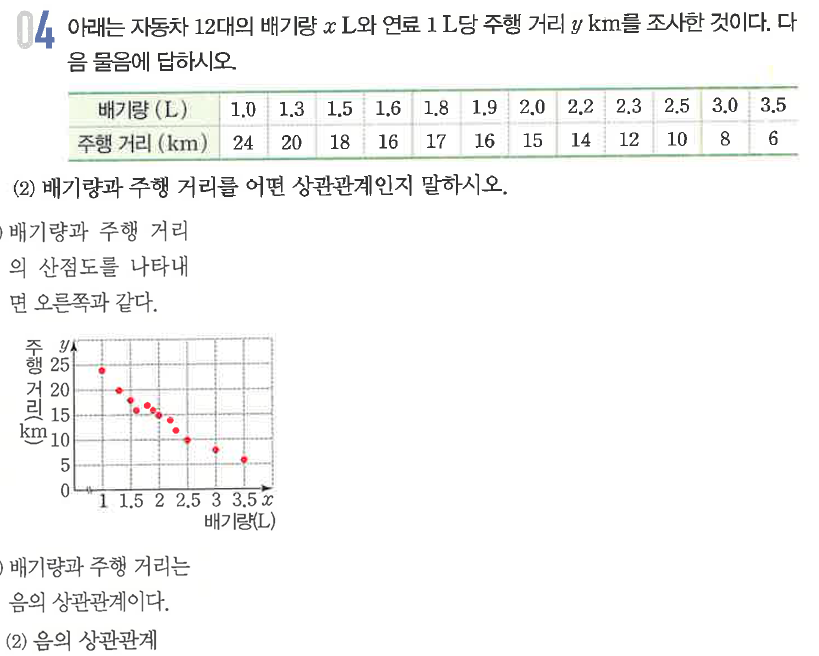 04 아래는 자동차 12대의 배기량 x L와 연료 1 L당 주행 거리 y km를 조사한 것이다. 다
음 물음에 답하시오.
배기량 (L) 1.0 1.3 1.5 1.6 1.8 1.9 2.0 2.2 2.3 2.5 3.0 3.5
주행 거리 (km) 24 20 18 16 17 16 15 14 12 10 8 6
(2) 배기량과 주행 거리를 어떤 상관관계인지 말하시오.
) 배기량과 주행 거리
의 산점도를 나타내
면 오른쪽과 같다.
주행 거리 (km)
y
25
20
15
10
5
0
1 1.5 2 2.5 3 3.5 x
배기량(L)
) 배기량과 주행 거리는
음의 상관관계이다.
(2) 음의 상관관계